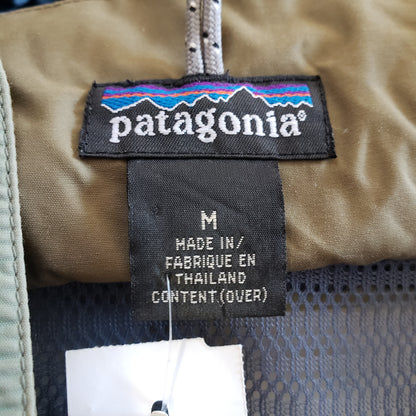 patagonia®
M
MADE IN/
FABRIQUE EN
THAILAND
CONTENT(OVER)